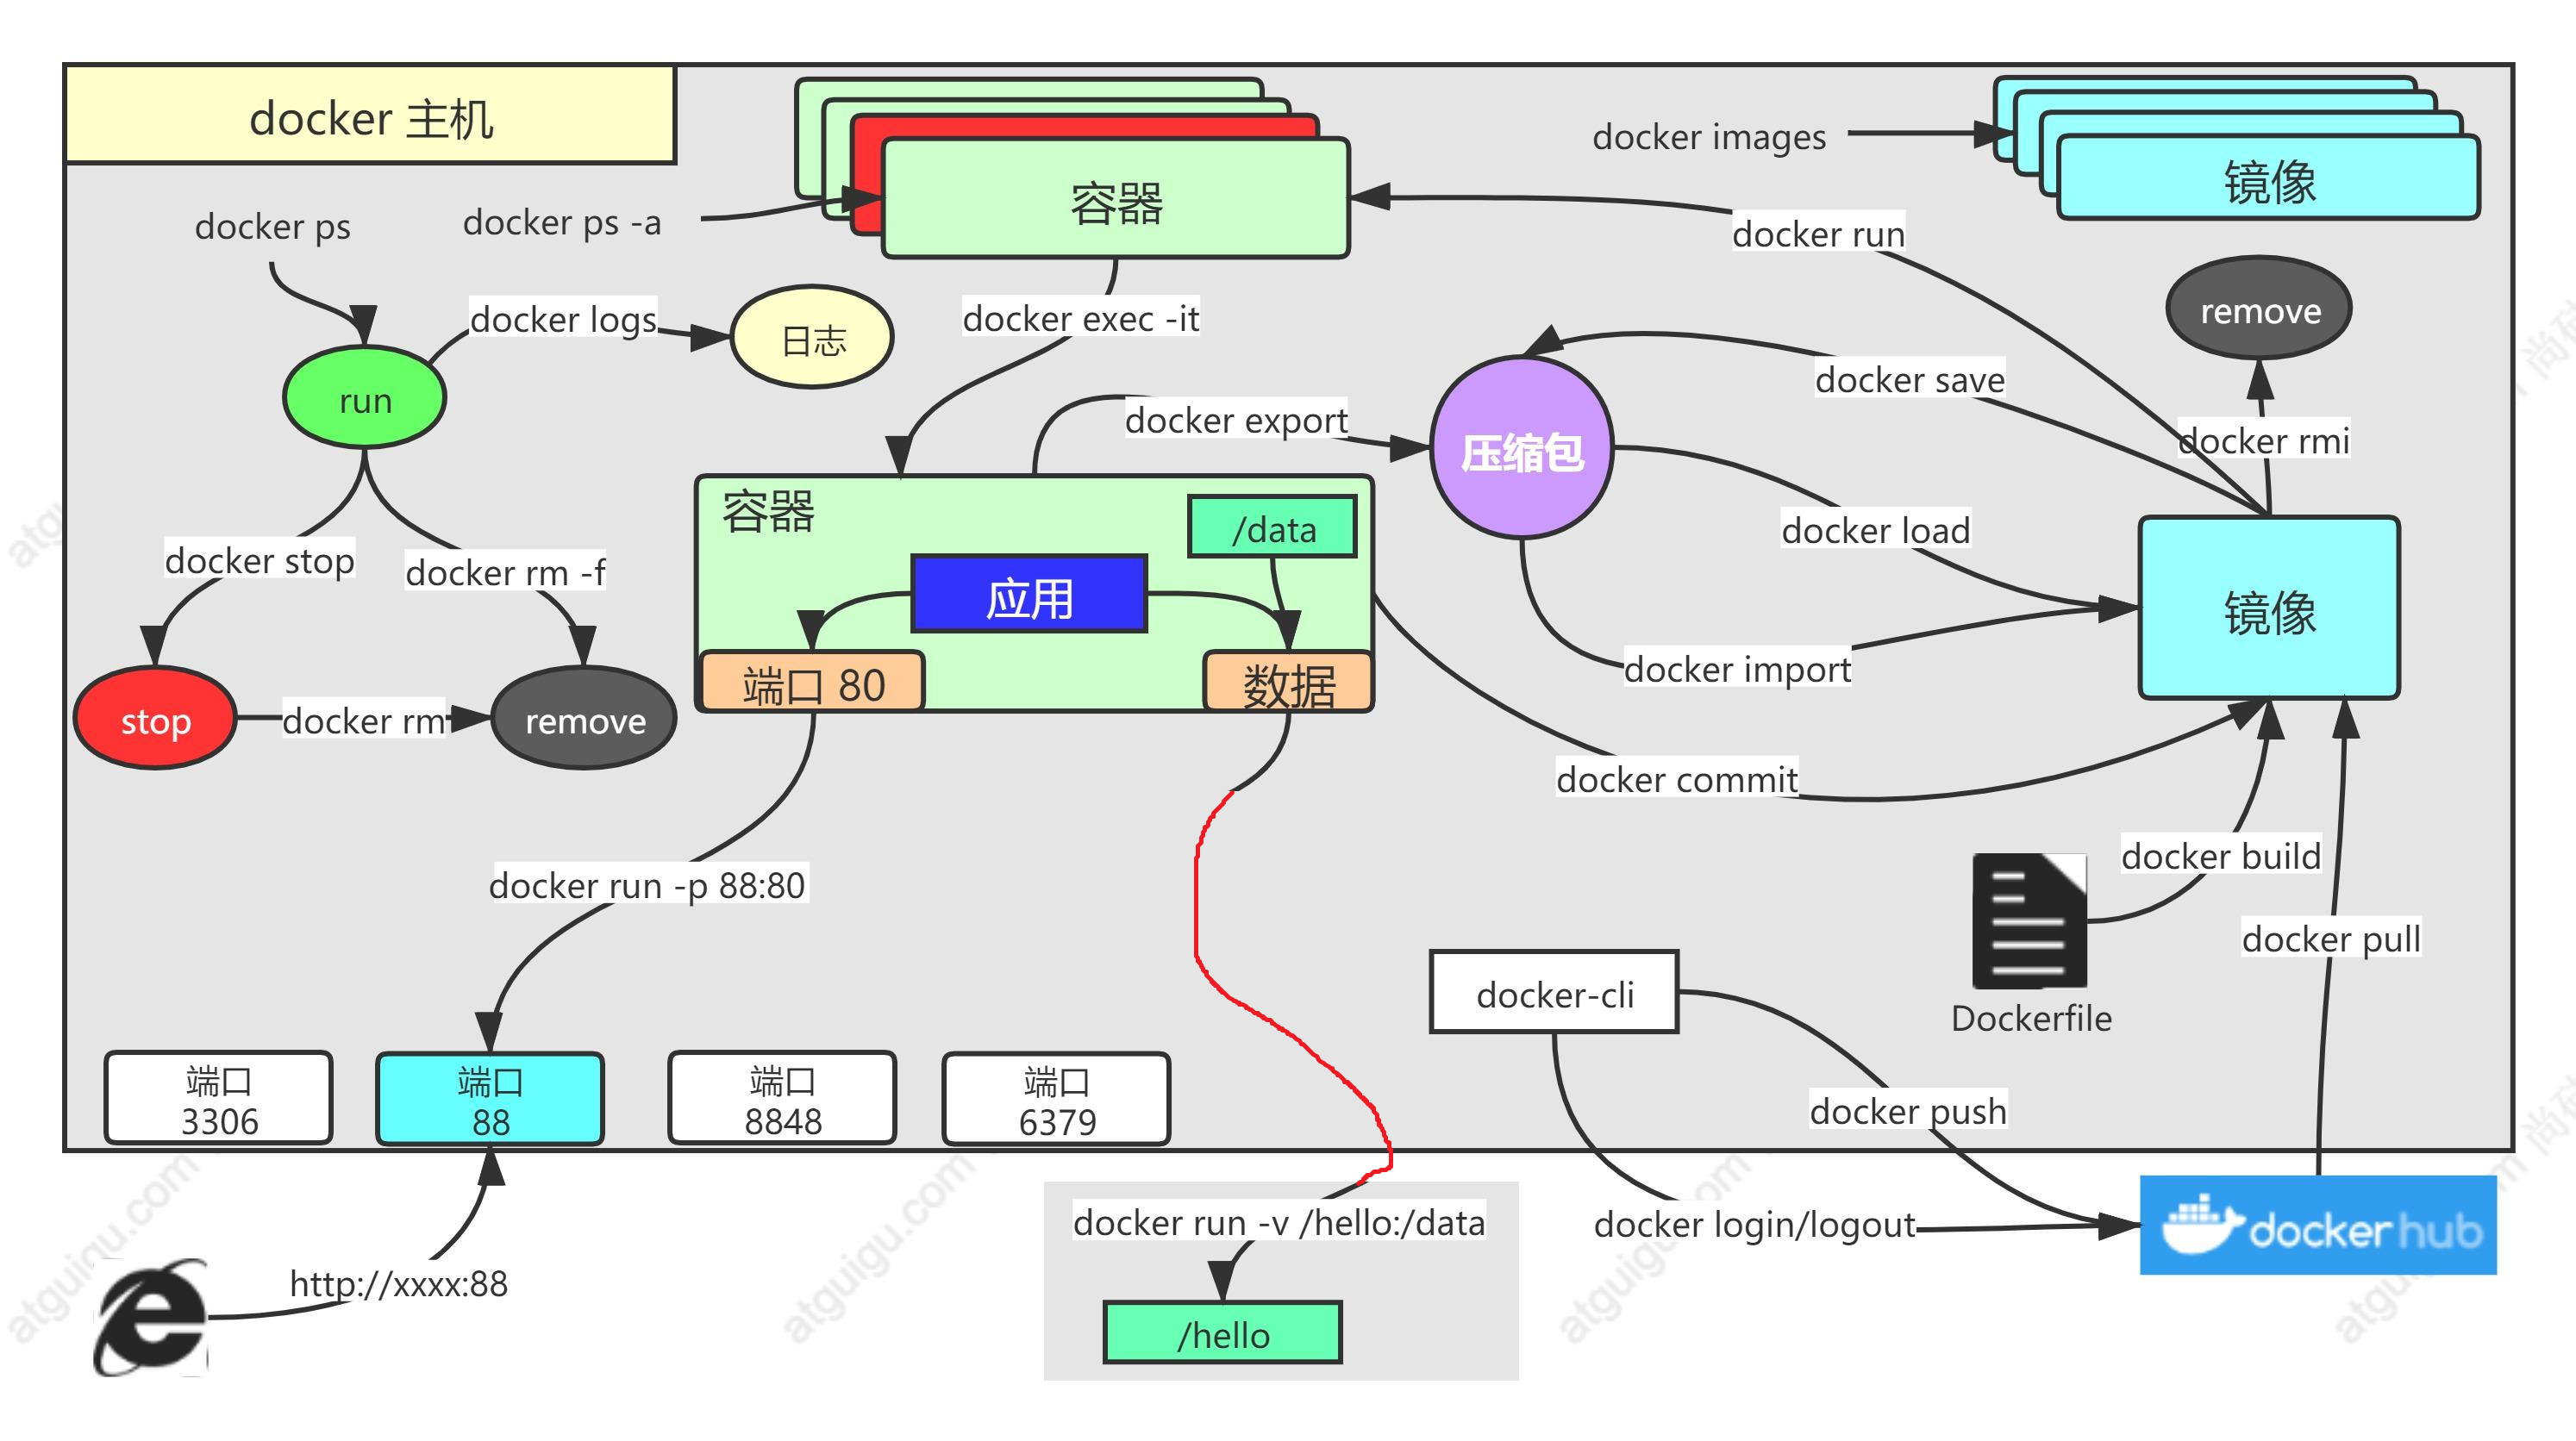 docker 主机
容器
docker images
镜像
docker ps
docker ps -a
docker run
docker logs
日志
docker exec -it
remove
run
docker export
压缩包
docker save
docker rmi
容器
/data
docker load
docker stop
docker rm -f
应用
镜像
docker import
端口 80
数据
stop
docker rm
remove
docker commit
docker run -p 88:80
docker build
docker pull
docker-cli
Dockerfile
端口
3306
端口
88
端口
8848
端口
6379
docker push
docker run -v /hello:/data
docker login/logout
docker hub
http://xxxx:88
/hello
atguigu.com
atguigu.com
atguigu.com